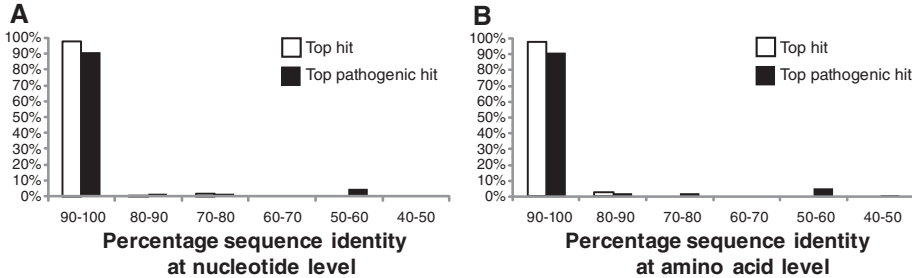 A
100%
90%
80%
70%
60%
50%
40%
30%
20%
10%
0%
Top hit
Top pathogenic hit
90-100 80-90 70-80 60-70 50-60 40-50
Percentage sequence identity
at nucleotide level
B
100%
90%
80%
70%
60%
50%
40%
30%
20%
10%
0%
Top hit
Top pathogenic hit
90-100 80-90 70-80 60-70 50-60 40-50
Percentage sequence identity
at amino acid level